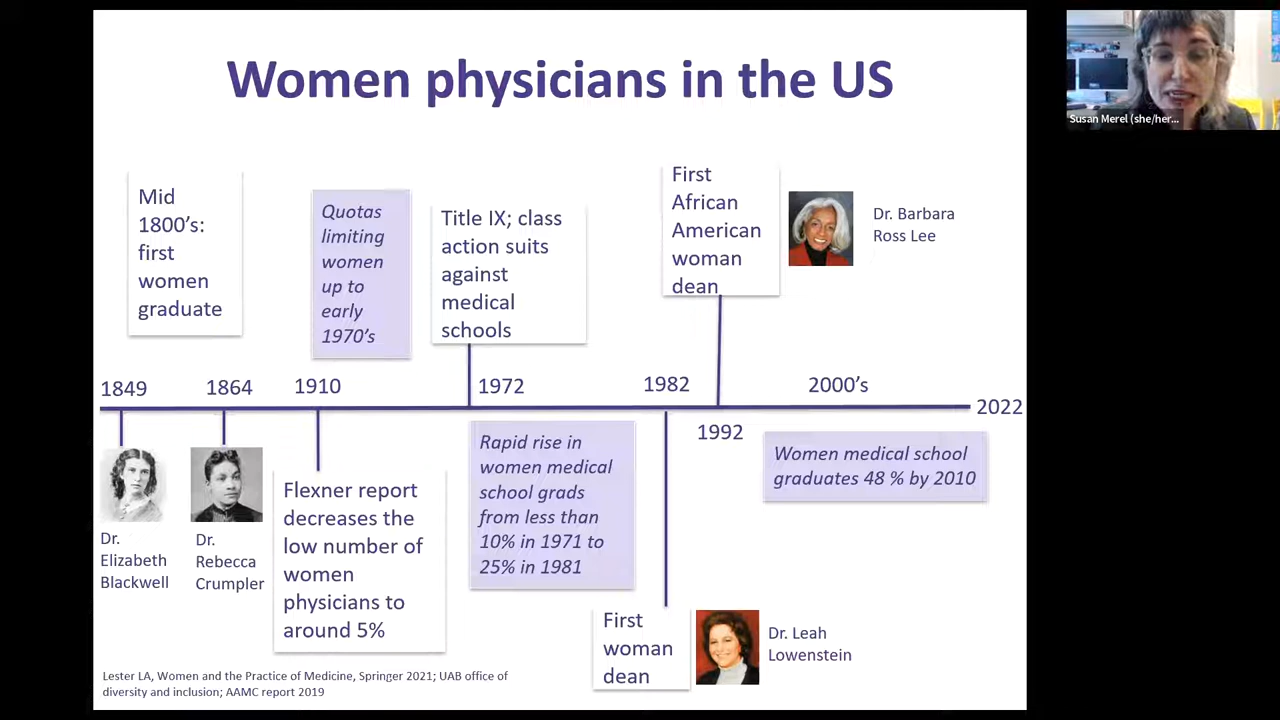 Women physicians in the US
Mid
1800's:
first
women
graduate
Quotas
limiting
women
up to
early
1970's
Title IX; class
action suits
against
medical
schools
First
African
American
woman
dean
Dr. Barbara
Ross Lee
1849
1864
1910
1972
1982
1992
2000's
2022
Dr.
Elizabeth
Blackwell
Dr.
Rebecca
Crumpler
Flexner report
decreases the
low number of
women
physicians to
around 5%
Rapid rise in
women medical
school grads
from less than
10% in 1971 to
25% in 1981
Women medical school
graduates 48 % by 2010
First
woman
dean
Dr. Leah
Lowenstein
Lester LA, Women and the Practice of Medicine, Springer 2021; UAB office of
diversity and inclusion; AAMC report 2019
Susan Merel (she/her...